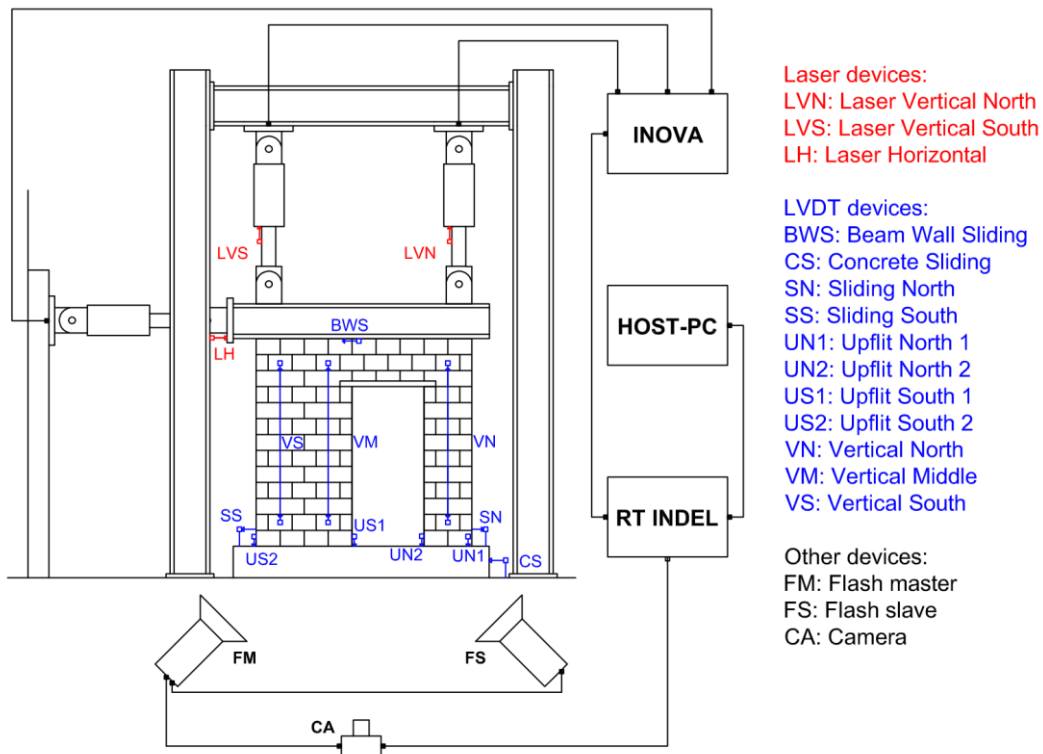 INOVA
HOST-PC
RT INDEL
LVS
LVN
BWS
LH
VS
VM
VN
SS
US1
SN
US2
UN2
UN1
CS
FM
FS
CA
Laser devices:
LVN: Laser Vertical North
LVS: Laser Vertical South
LH: Laser Horizontal
LVDT devices:
BWS: Beam Wall Sliding
CS: Concrete Sliding
SN: Sliding North
SS: Sliding South
UN1: Upflit North 1
UN2: Upflit North 2
US1: Upflit South 1
US2: Upflit South 2
VN: Vertical North
VM: Vertical Middle
VS: Vertical South
Other devices:
FM: Flash master
FS: Flash slave
CA: Camera